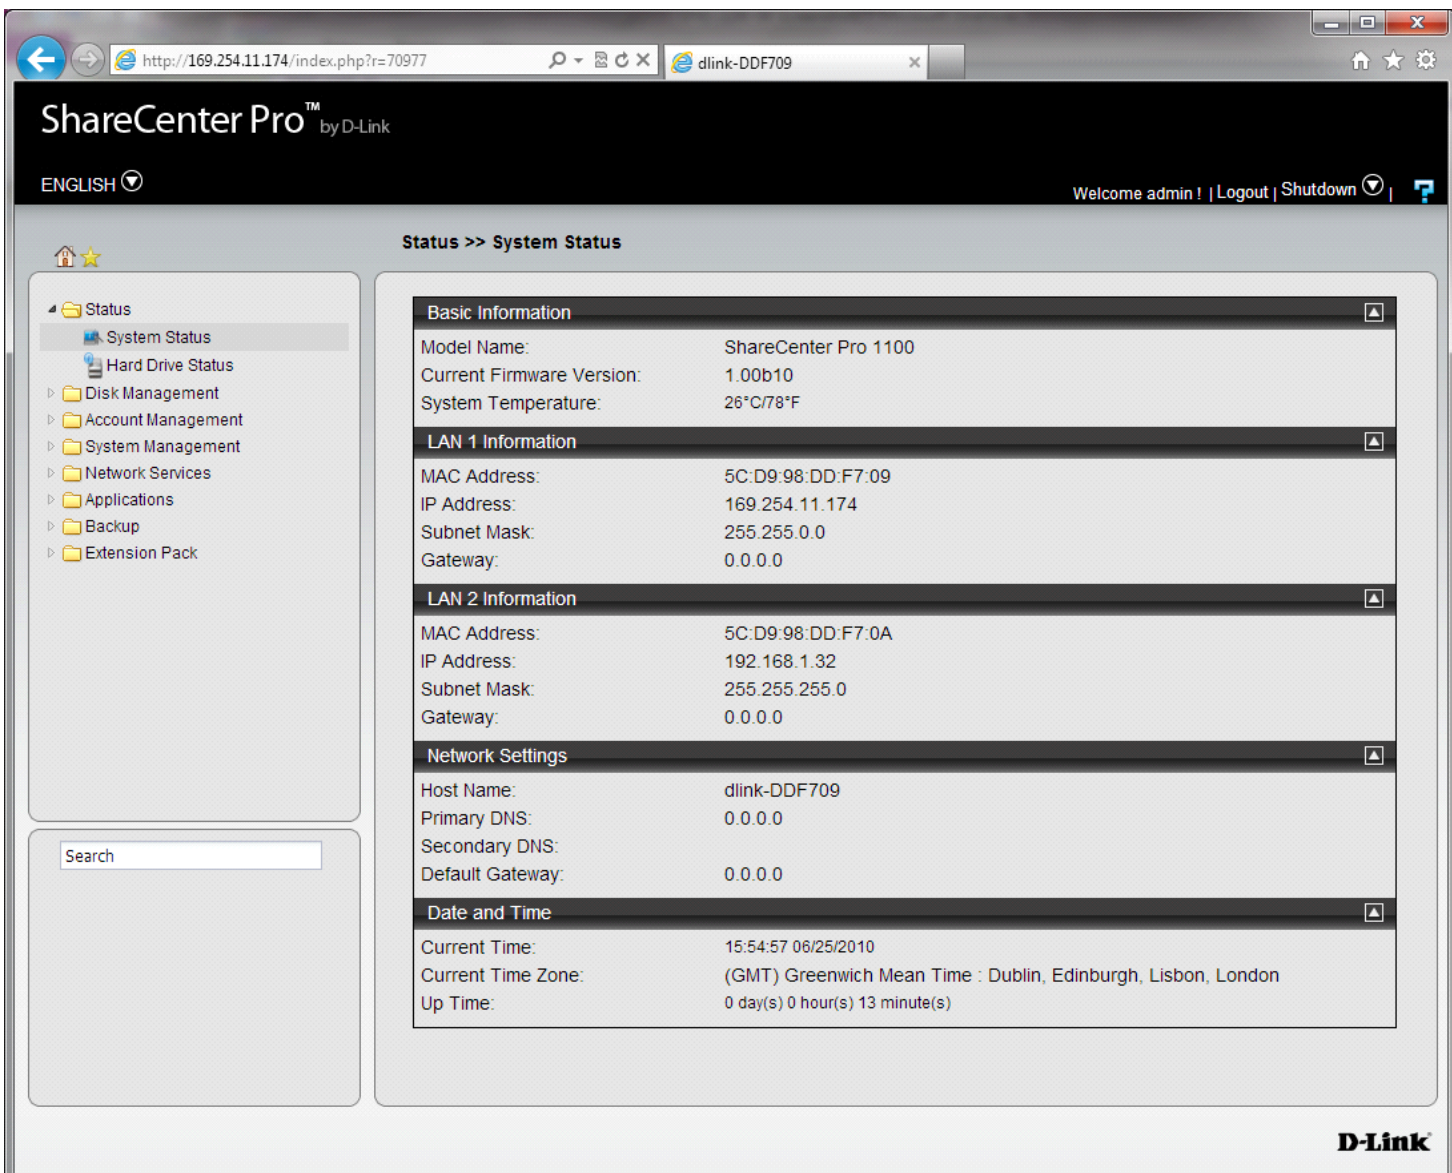 http://169.254.11.174/index.php?r=70977
dlink-DDF709
ShareCenter Pro™ by D-Link
ENGLISH
Welcome admin ! | Logout | Shutdown |
Status >> System Status
Status
System Status
Hard Drive Status
Disk Management
Account Management
System Management
Network Services
Applications
Backup
Extension Pack
Search
Basic Information
Model Name: ShareCenter Pro 1100
Current Firmware Version: 1.00b10
System Temperature: 26°C/78°F
LAN 1 Information
MAC Address: 5C:D9:98:DD:F7:09
IP Address: 169.254.11.174
Subnet Mask: 255.255.0.0
Gateway: 0.0.0.0
LAN 2 Information
MAC Address: 5C:D9:98:DD:F7:0A
IP Address: 192.168.1.32
Subnet Mask: 255.255.255.0
Gateway: 0.0.0.0
Network Settings
Host Name: dlink-DDF709
Primary DNS: 0.0.0.0
Secondary DNS:
Default Gateway: 0.0.0.0
Date and Time
Current Time: 15:54:57 06/25/2010
Current Time Zone: (GMT) Greenwich Mean Time : Dublin, Edinburgh, Lisbon, London
Up Time: 0 day(s) 0 hour(s) 13 minute(s)
D-Link